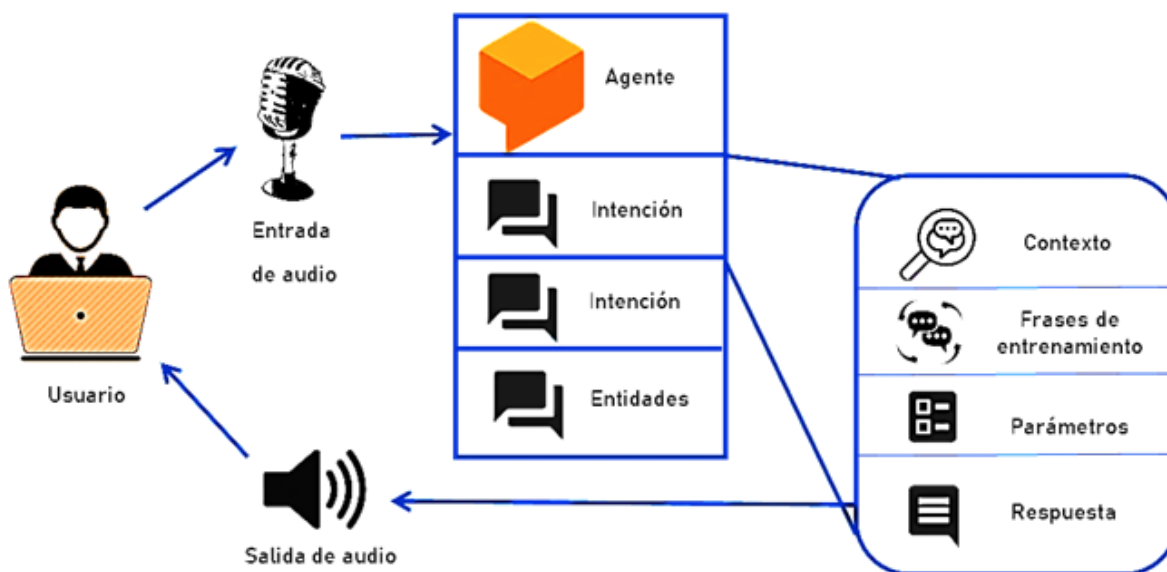 Usuario
Entrada
de audio
Agente
Intención
Intención
Entidades
Contexto
Frases de
entrenamiento
Parámetros
Respuesta
Salida de audio